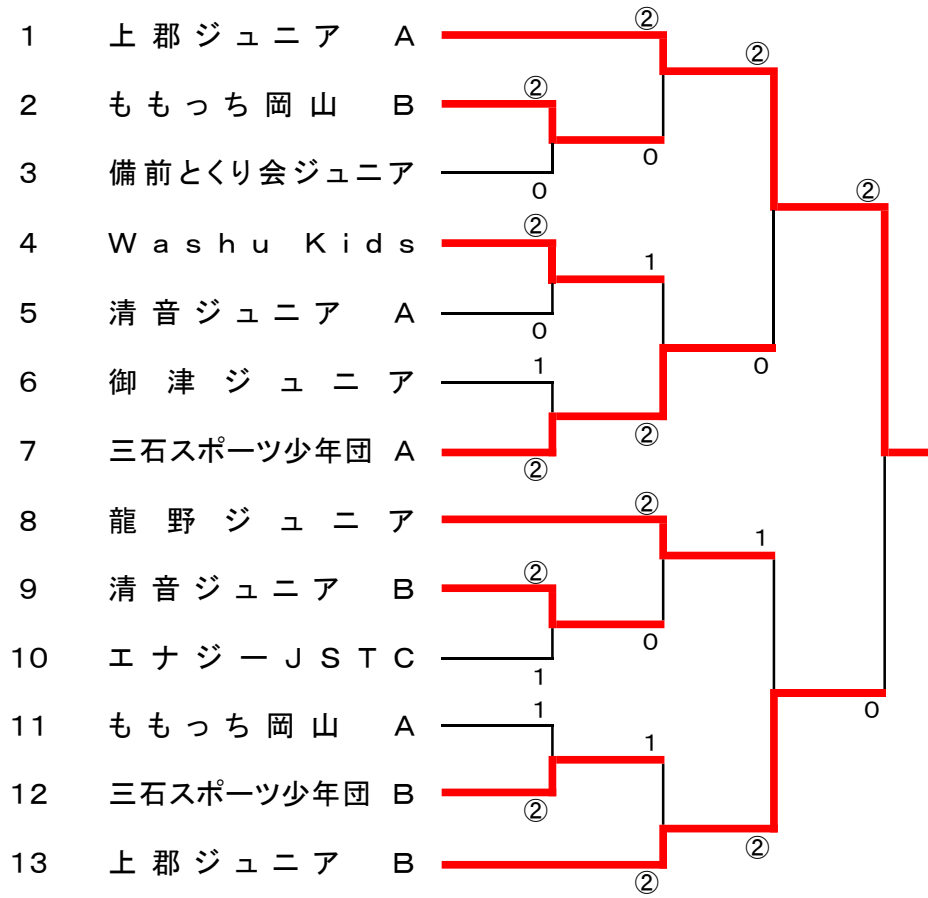 ②
1 上郡ジュニア A
②
②
2 ももっち岡山 B
0
3 備前とくり会ジュニア
0
②
②
4 Washu Kids
1
5 清音ジュニア A
0
1
0
6 御津ジュニア
②
7 三石スポーツ少年団 A
②
②
8 龍野ジュニア
1
②
9 清音ジュニア B
0
10 エナジーJSTC
1
1
0
11 ももっち岡山 A
1
12 三石スポーツ少年団 B
②
②
13 上郡ジュニア B
②